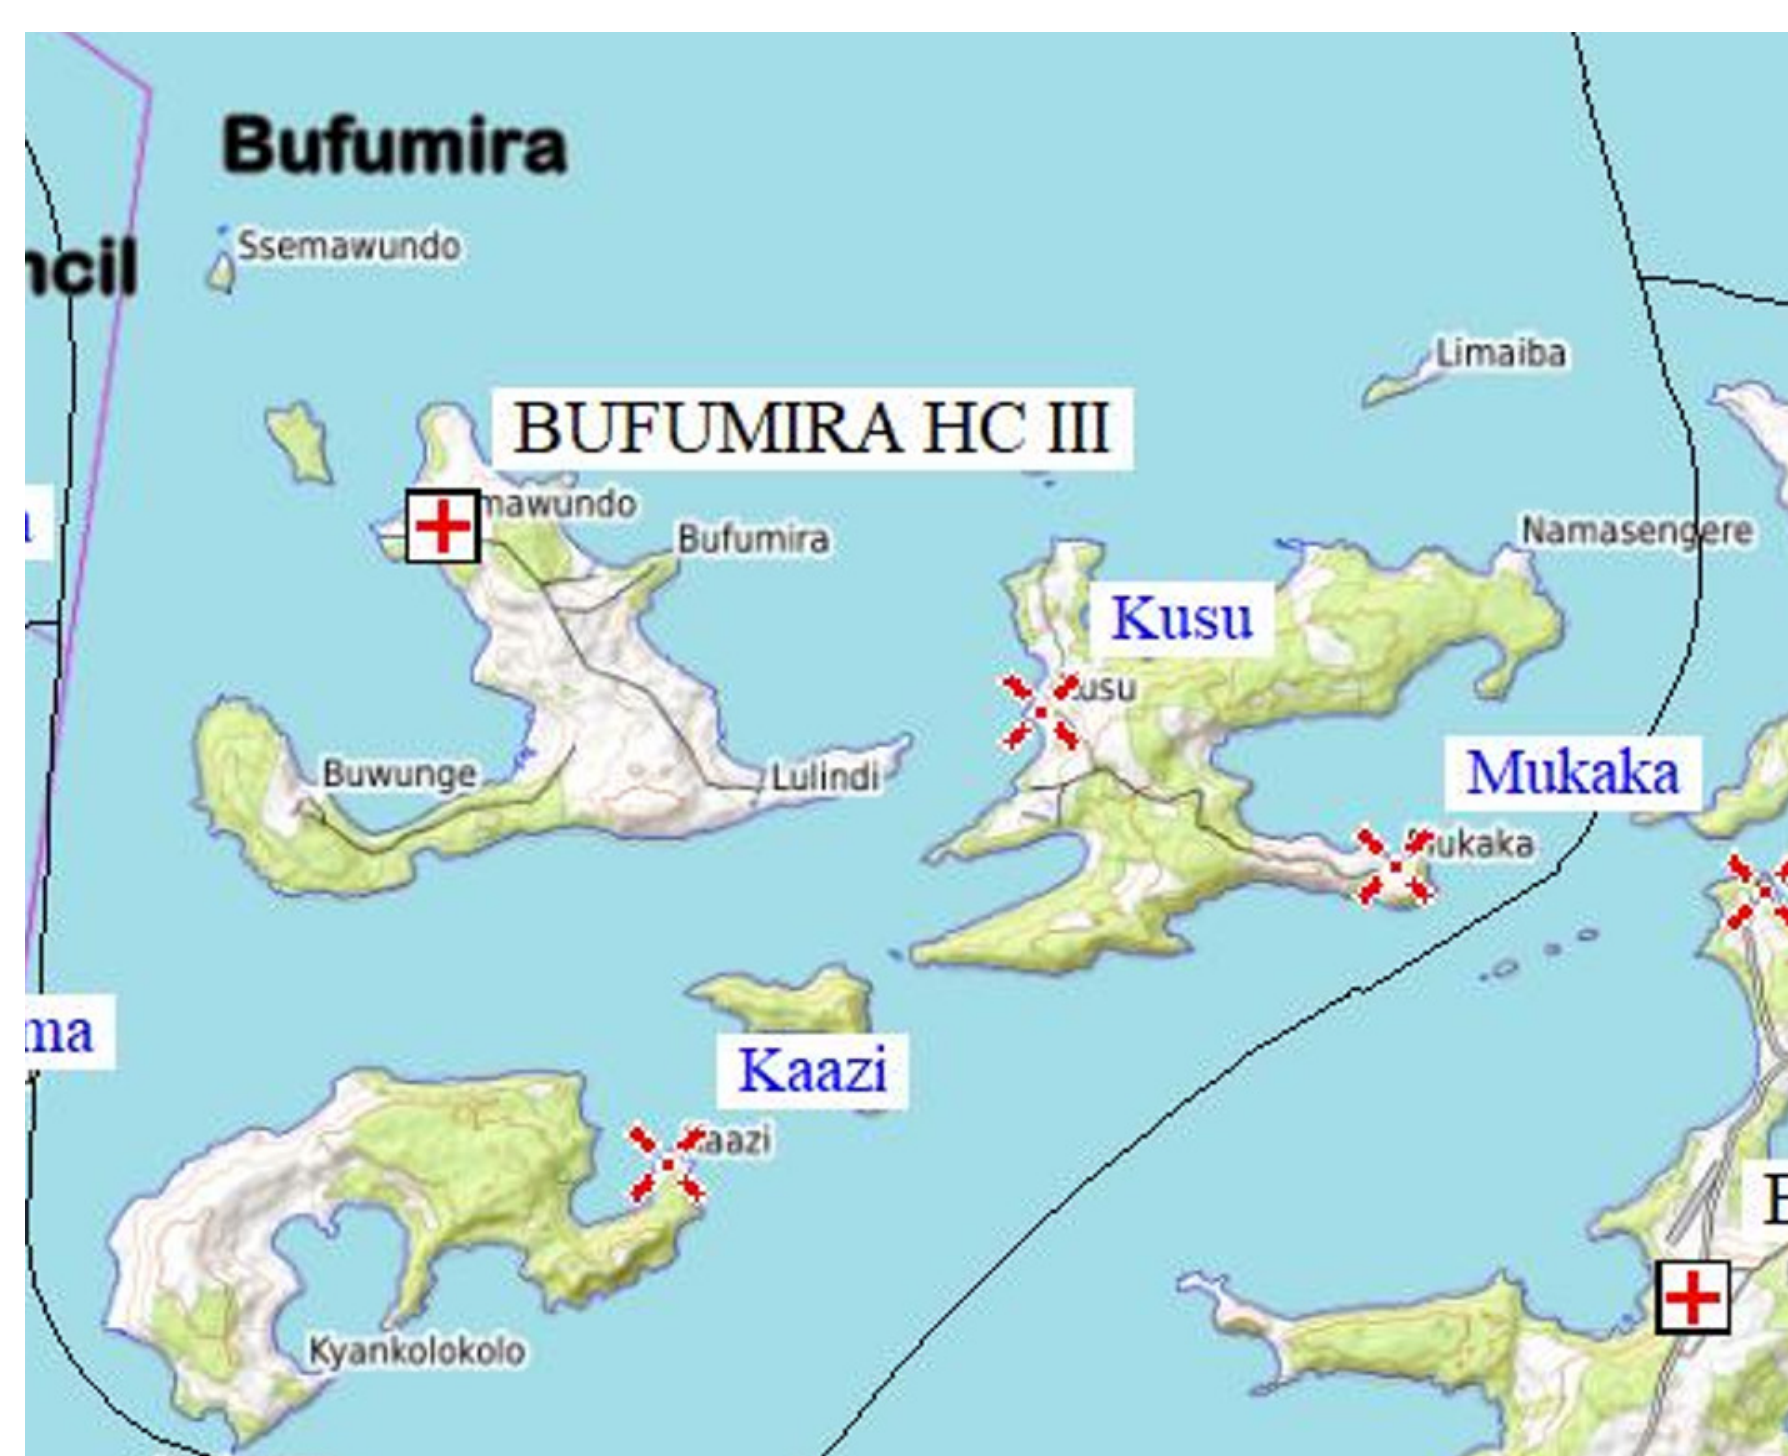 Bufumira
Ssemawundo
ncil
Limaiba
BUFUMIRA HC III
mawundo
Bufumira
Namasengere
Kusu
usu
Mukaka
Buwunge
Lulindi
ukaka
ma
Kaazi
aazi
Kyankolokolo